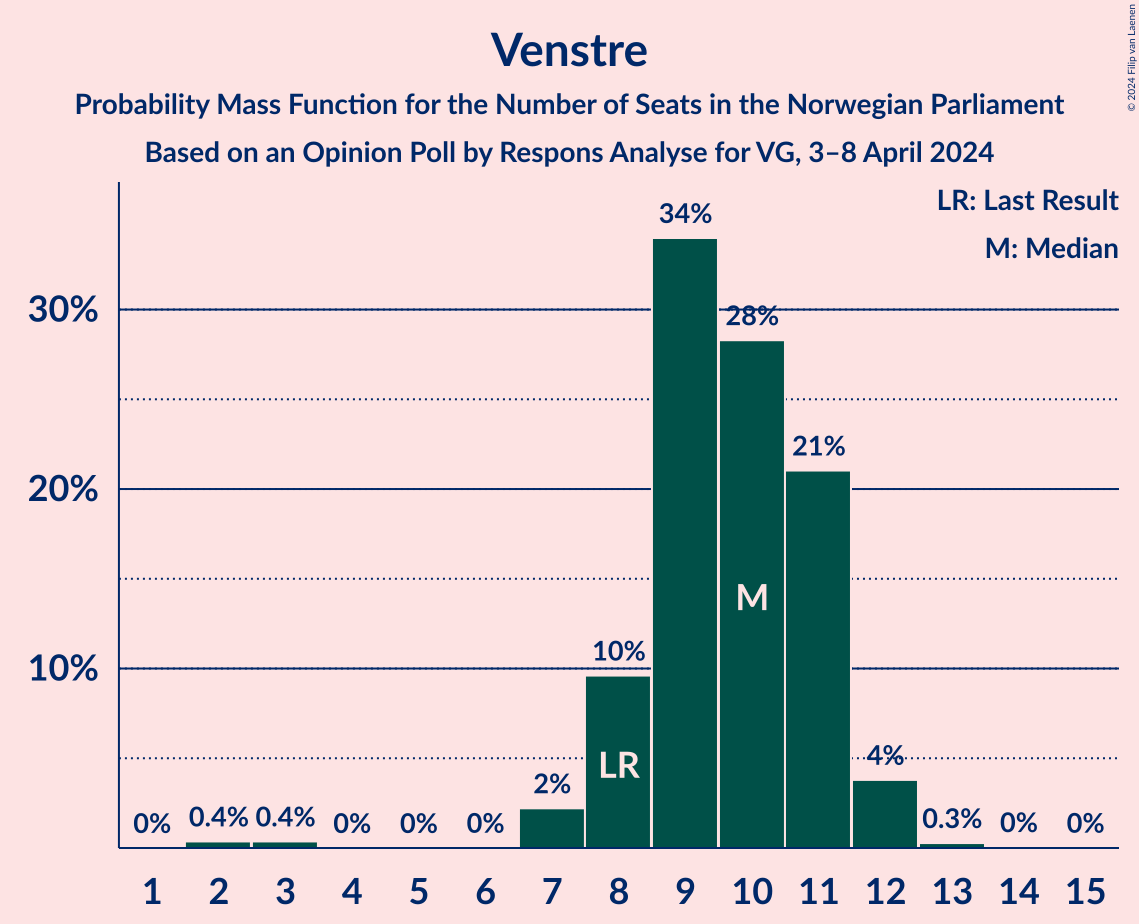 Venstre
Probability Mass Function for the Number of Seats in the Norwegian Parliament
Based on an Opinion Poll by Respons Analyse for VG, 3–8 April 2024
© 2024 Filip van Laenen
LR: Last Result
M: Median
30%
20%
10%
0%
0.4%
0.4%
0%
0%
0%
2%
10%
34%
28%
21%
4%
0.3%
0%
0%
LR
M
1 2 3 4 5 6 7 8 9 10 11 12 13 14 15